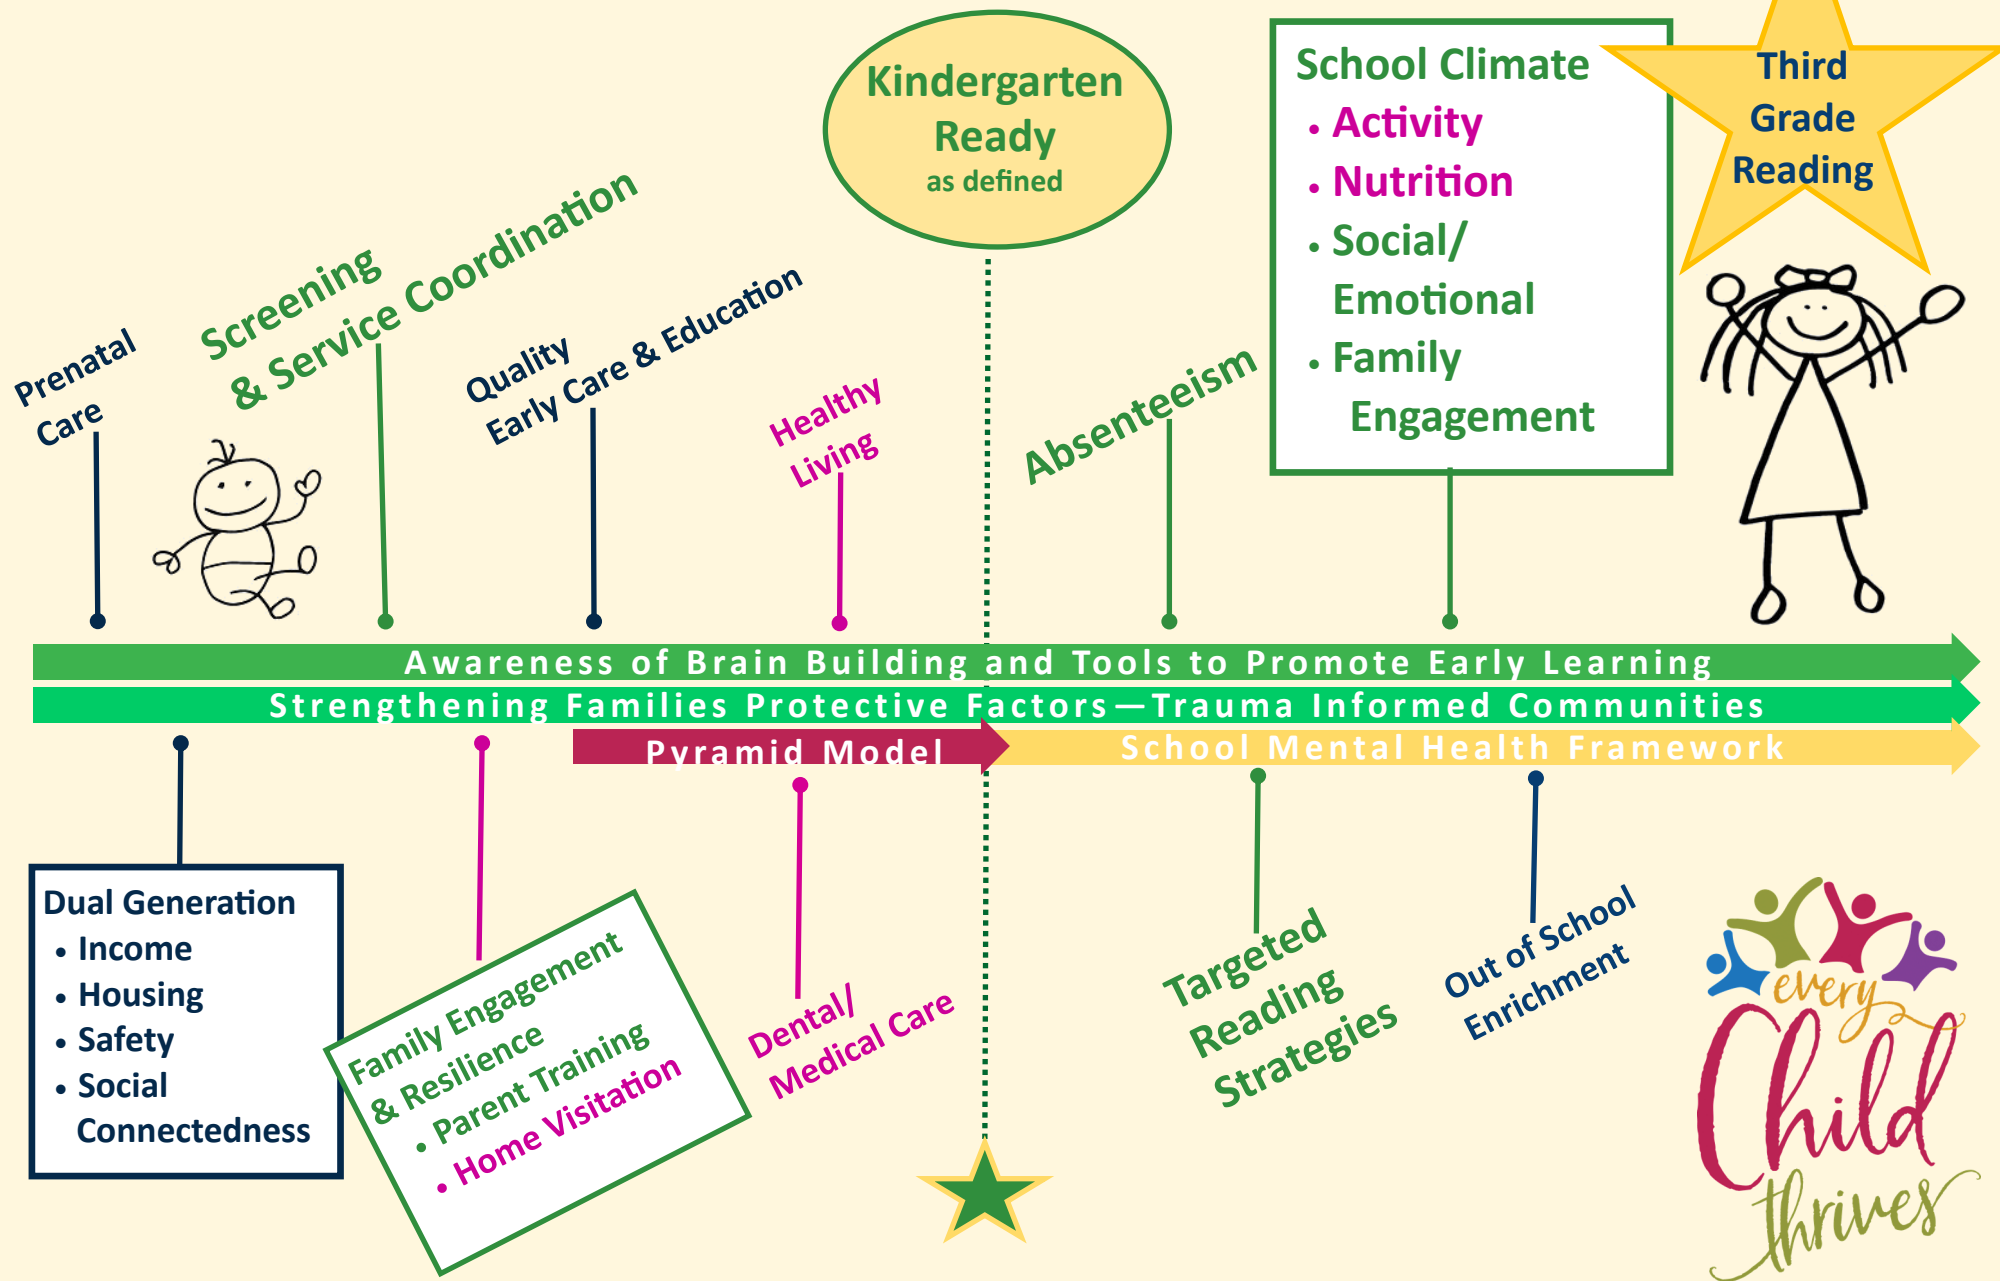 Kindergarten
Ready
as defined
School Climate
• Activity
• Nutrition
• Social/
Emotional
• Family
Engagement
Third
Grade
Reading
Prenatal
Care
Screening
& Service Coordination
Quality
Early Care & Education
Healthy
Living
Absenteeism
Awareness of Brain Building and Tools to Promote Early Learning
Strengthening Families Protective Factors—Trauma Informed Communities
Pyramid Model
School Mental Health Framework
Dual Generation
• Income
• Housing
• Safety
• Social
Connectedness
Family Engagement
& Resilience
• Parent Training
• Home Visitation
Dental/
Medical Care
Targeted
Reading
Strategies
Out of School
Enrichment
every
Child
thrives